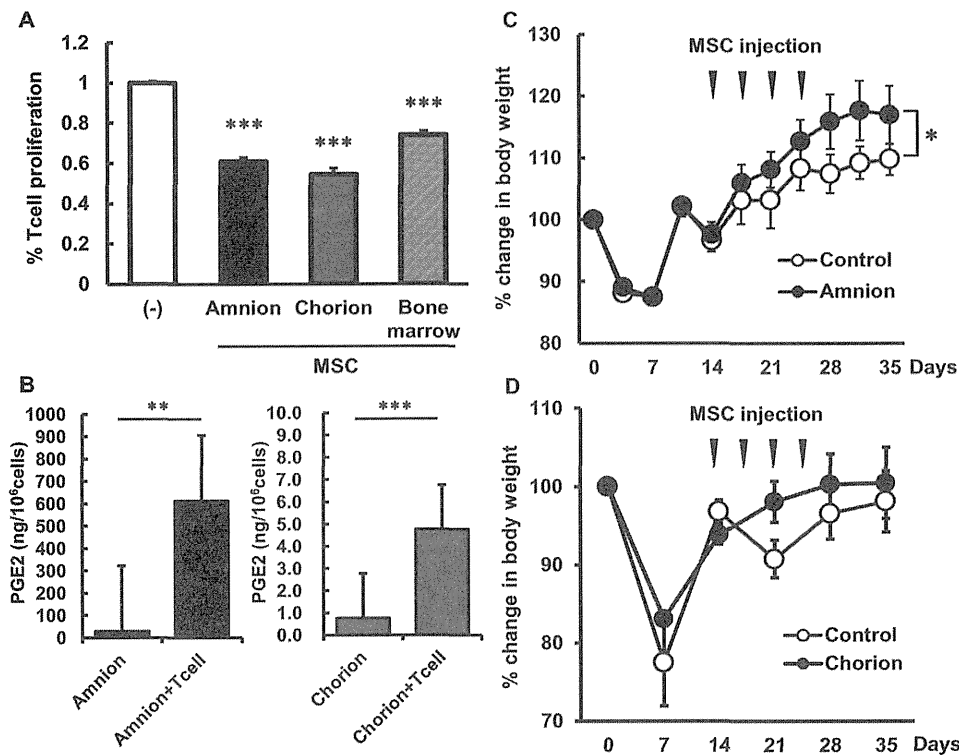 A
% Tcell proliferation
1.2
1
0.8
0.6
0.4
0.2
0
***
***
***
(-)
Amnion
Chorion
Bone
marrow
MSC
B
PGE2 (ng/10⁶cells)
1000
900
800
700
600
500
400
300
200
100
0
**
Amnion
Amnion+Tcell
PGE2 (ng/10⁶cells)
10.0
9.0
8.0
7.0
6.0
5.0
4.0
3.0
2.0
1.0
0.0
***
Chorion
Chorion+Tcell
C
% change in body weight
130
120
110
100
90
80
MSC injection
*
Control
Amnion
0 7 14 21 28 35 Days
D
% change in body weight
110
100
90
80
70
MSC injection
Control
Chorion
0 7 14 21 28 35 Days